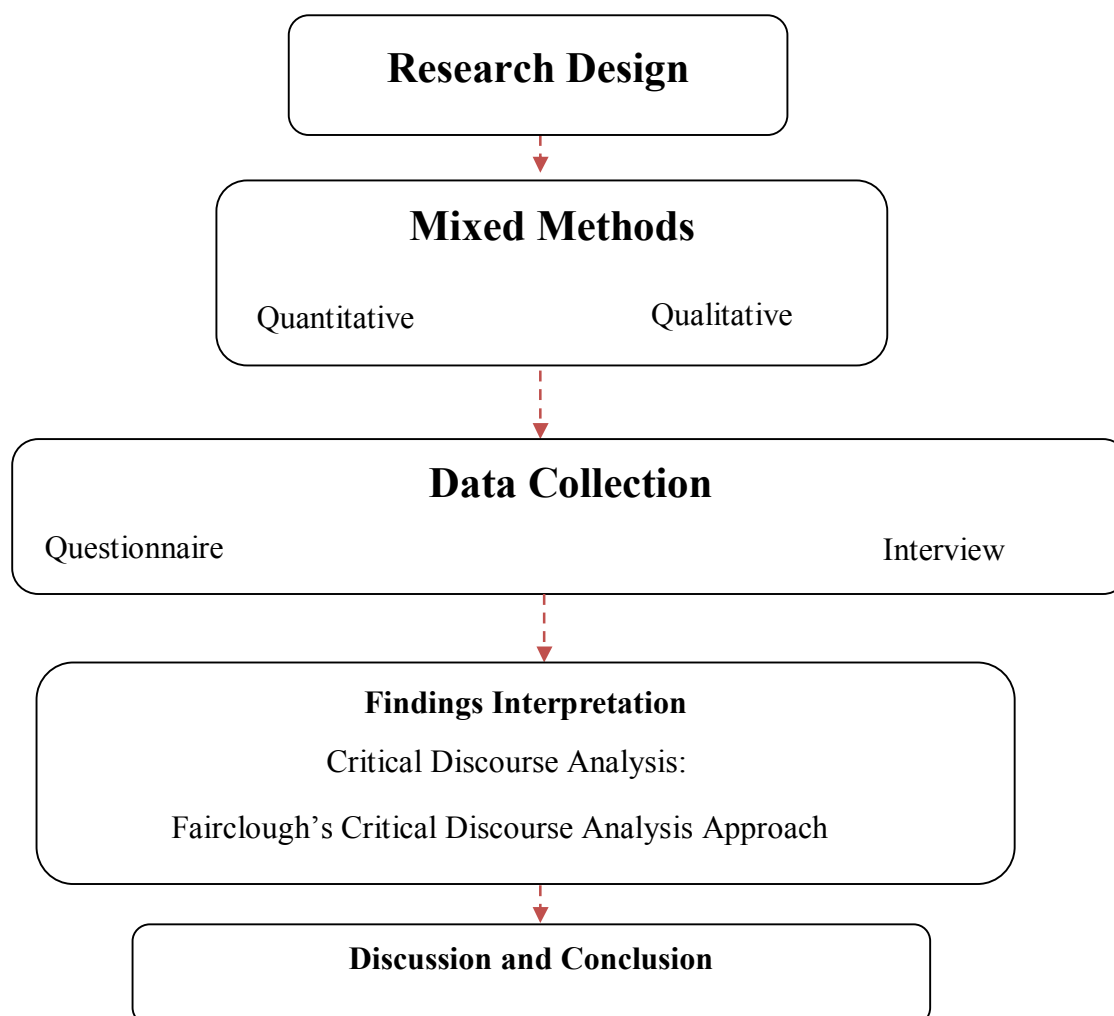 Research Design
Mixed Methods
Quantitative Qualitative
Data Collection
Questionnaire Interview
Findings Interpretation
Critical Discourse Analysis:
Fairclough’s Critical Discourse Analysis Approach
Discussion and Conclusion